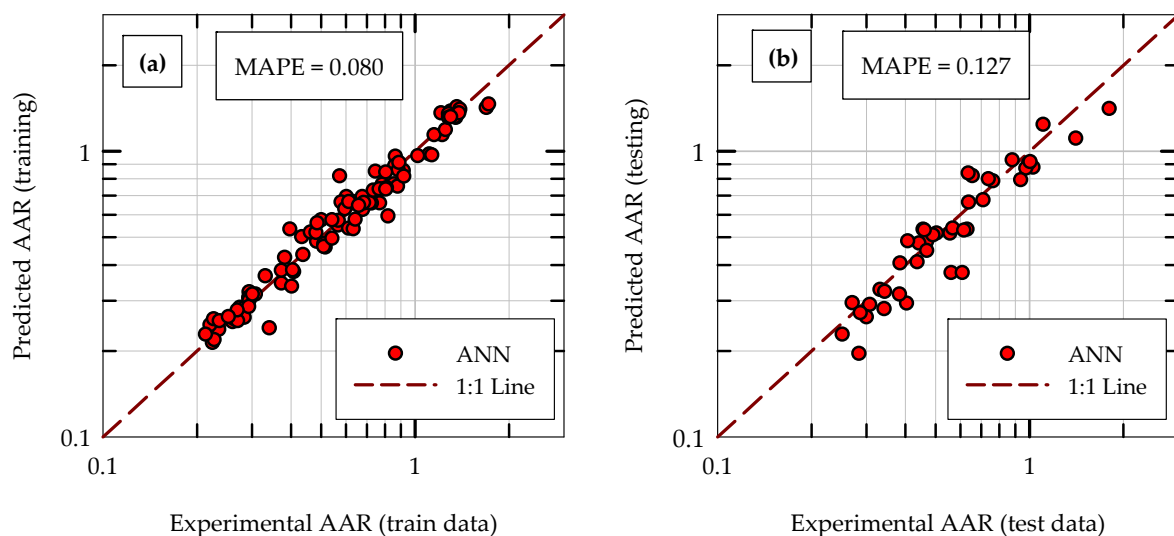 (a)
MAPE = 0.080
Predicted AAR (training)
1
0.1
ANN
1:1 Line
0.1
1
Experimental AAR (train data)
(b)
MAPE = 0.127
Predicted AAR (testing)
1
0.1
ANN
1:1 Line
0.1
1
Experimental AAR (test data)